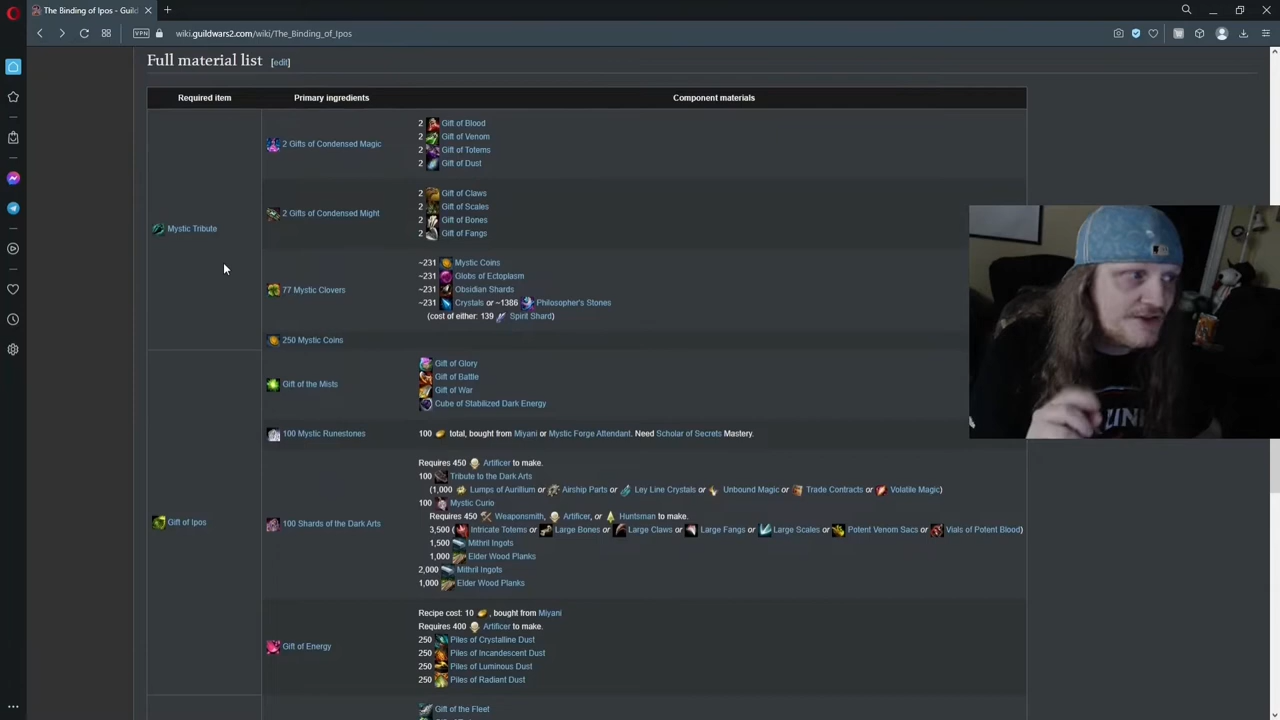 The Binding of Ipos - Guild
VPN
wiki.guildwars2.com/wiki/The_Binding_of_Ipos
Full material list [edit]
Required item Primary ingredients Component materials
Mystic Tribute
2 Gifts of Condensed Magic
2 Gift of Blood
2 Gift of Venom
2 Gift of Totems
2 Gift of Dust
2 Gifts of Condensed Might
2 Gift of Claws
2 Gift of Scales
2 Gift of Bones
2 Gift of Fangs
77 Mystic Clovers
~231 Mystic Coins
~231 Globs of Ectoplasm
~231 Obsidian Shards
~231 Crystals or ~1386 Philosopher's Stones
(cost of either: 139 Spirit Shard)
250 Mystic Coins
Gift of Ipos
Gift of the Mists
Gift of Glory
Gift of Battle
Gift of War
Cube of Stabilized Dark Energy
100 Mystic Runestones
100 total, bought from Miyani or Mystic Forge Attendant. Need Scholar of Secrets Mastery.
100 Shards of the Dark Arts
Requires 450 Artificer to make.
100 Tribute to the Dark Arts
(1,000 Lumps of Aurillium or Airship Parts or Ley Line Crystals or Unbound Magic or Trade Contracts or Volatile Magic)
100 Mystic Curio
Requires 450 Weaponsmith, Artificer, or Huntsman to make.
3,500 ( Intricate Totems or Large Bones or Large Claws or Large Fangs or Large Scales or Potent Venom Sacs or Vials of Potent Blood)
1,500 Mithril Ingots
1,000 Elder Wood Planks
2,000 Mithril Ingots
1,000 Elder Wood Planks
Gift of Energy
Recipe cost: 10 , bought from Miyani
Requires 400 Artificer to make.
250 Piles of Crystalline Dust
250 Piles of Incandescent Dust
250 Piles of Luminous Dust
250 Piles of Radiant Dust
Gift of the Fleet